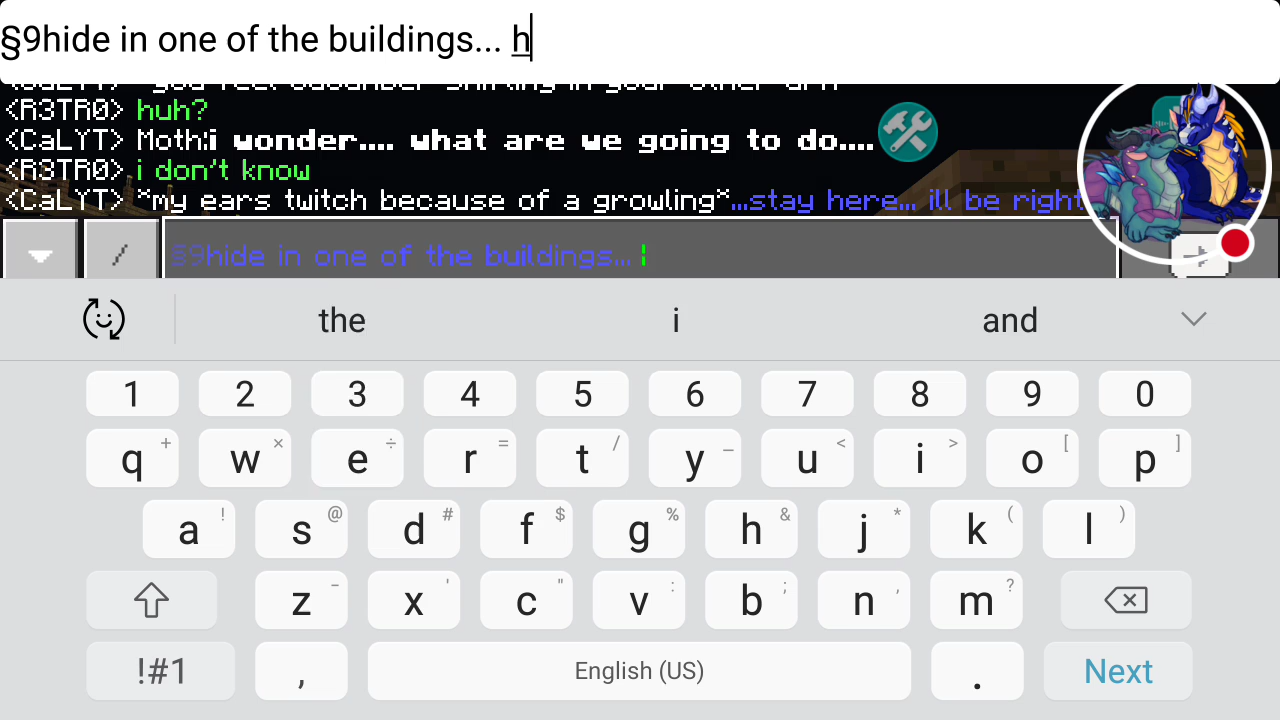 §9hide in one of the buildings... h
<R3TR0> huh?
<CaLYT> Moth:i wonder.... what are we going to do....
<R3TR0> i don't know
<CaLYT> *my ears twitch because of a growling*...stay here... ill be right
/ §9hide in one of the buildings...
the i and
1 2 3 4 5 6 7 8 9 0
q + w × e ÷ r = t / y _ u < i > o [ p ]
a ! s @ d # f $ g % h & j * k ( l )
z - x ' c " v : b ; n , m ?
!#1 , English (US) . Next